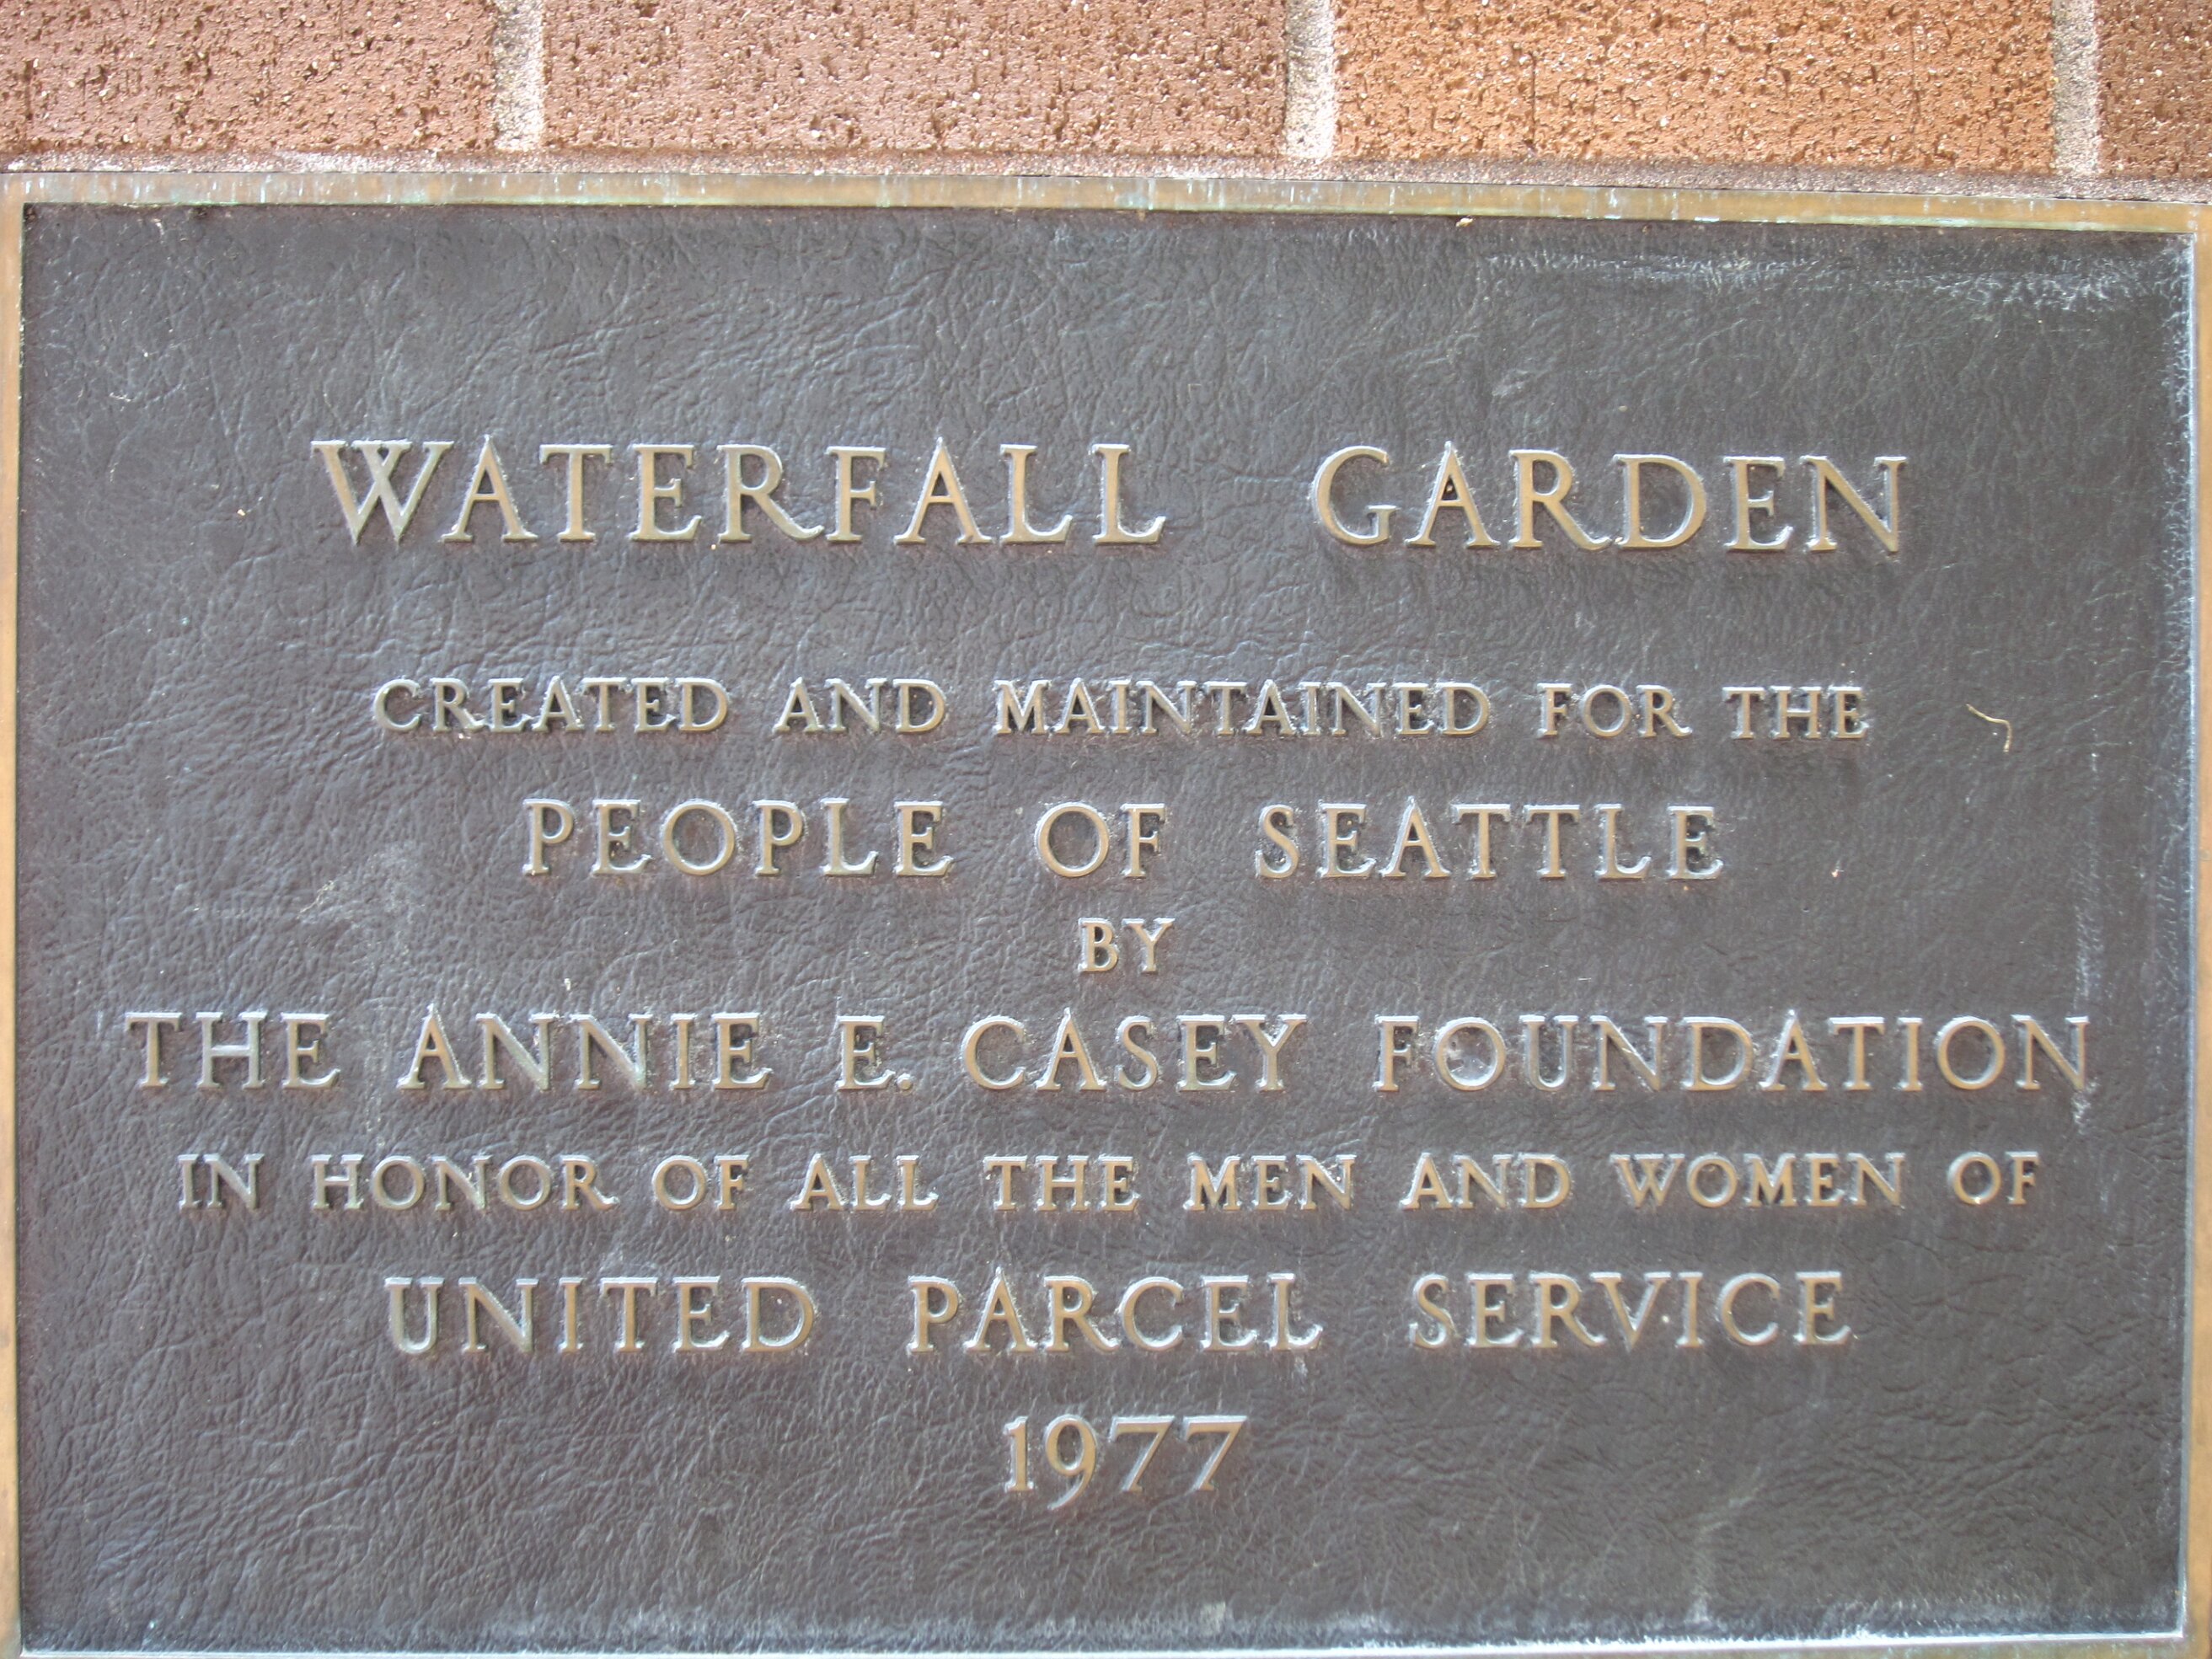 WATERFALL GARDEN
CREATED AND MAINTAINED FOR THE
PEOPLE OF SEATTLE
BY
THE ANNIE E. CASEY FOUNDATION
IN HONOR OF ALL THE MEN AND WOMEN OF
UNITED PARCEL SERVICE
1977